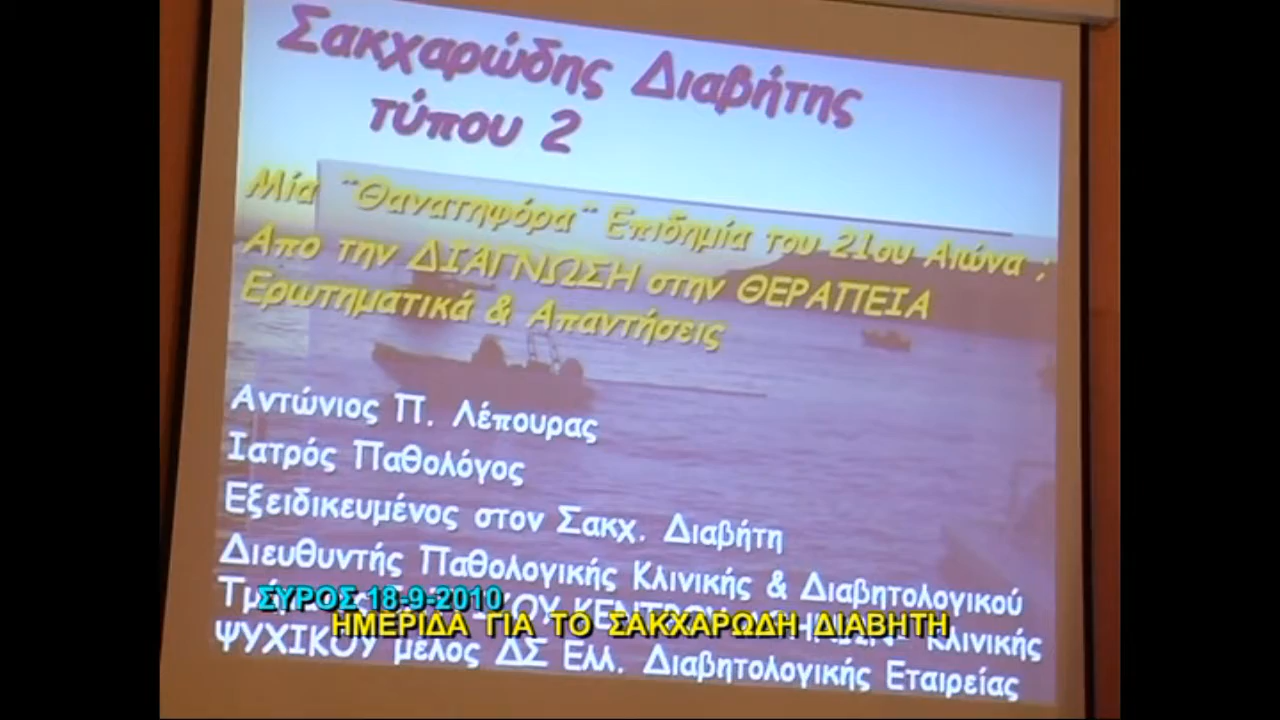 Σακχαρώδης Διαβήτης
τύπου 2
Μία ¨Θανατηφόρα¨ Επιδημία του 21ου Αιώνα ;
Απο την ΔΙΑΓΝΩΣΗ στην ΘΕΡΑΠΕΙΑ
Ερωτηματικά & Απαντήσεις
Αντώνιος Π. Λέπουρας
Ιατρός Παθολόγος
Εξειδικευμένος στον Σακχ. Διαβήτη
Διευθυντής Παθολογικής Κλινικής & Διαβητολογικού
ΚΕΝΤΡΟΥ Κλινικής
ΨΥΧΙΚΟΥ μέλος ΔΣ Ελλ. Διαβητολογικής Εταιρείας
ΣΥΡΟΣ 18-9-2010
ΗΜΕΡΙΔΑ ΓΙΑ ΤΟ ΣΑΚΧΑΡΩΔΗ ΔΙΑΒΗΤΗ